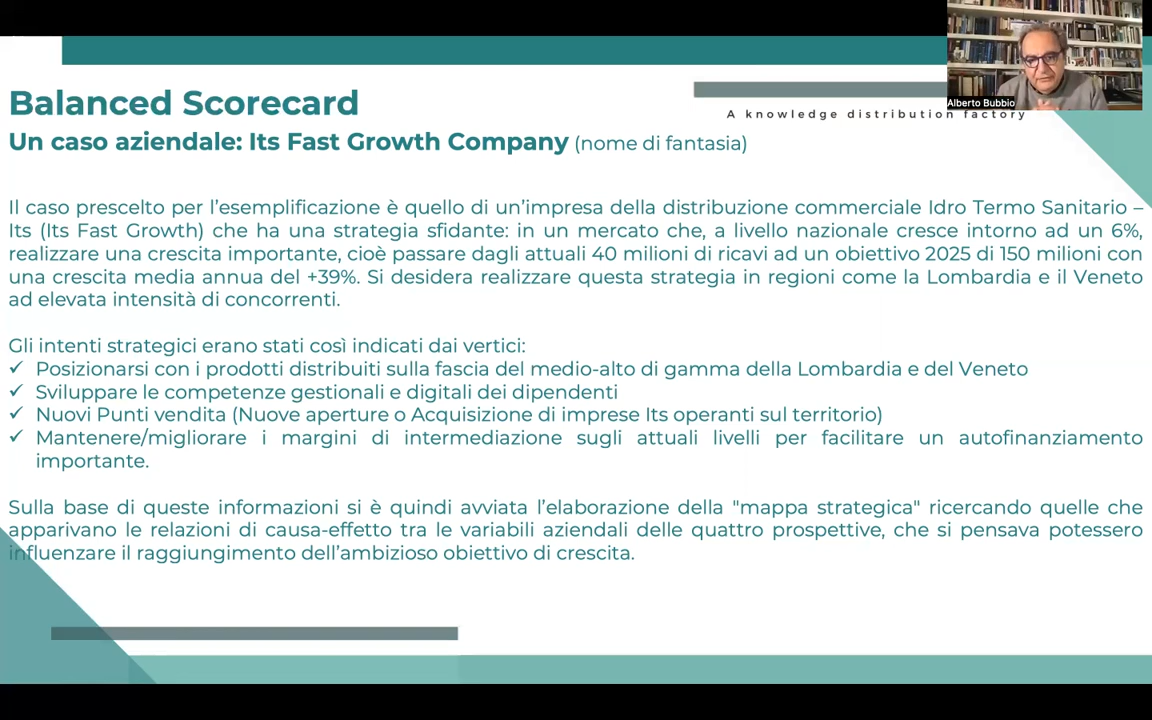 Alberto Bubbio
A knowledge distribution factory
Balanced Scorecard
Un caso aziendale: Its Fast Growth Company (nome di fantasia)
Il caso prescelto per l'esemplificazione è quello di un'impresa della distribuzione commerciale Idro Termo Sanitario –
Its (Its Fast Growth) che ha una strategia sfidante: in un mercato che, a livello nazionale cresce intorno ad un 6%,
realizzare una crescita importante, cioè passare dagli attuali 40 milioni di ricavi ad un obiettivo 2025 di 150 milioni con
una crescita media annua del +39%. Si desidera realizzare questa strategia in regioni come la Lombardia e il Veneto
ad elevata intensità di concorrenti.
Gli intenti strategici erano stati così indicati dai vertici:
✓ Posizionarsi con i prodotti distribuiti sulla fascia del medio-alto di gamma della Lombardia e del Veneto
✓ Sviluppare le competenze gestionali e digitali dei dipendenti
✓ Nuovi Punti vendita (Nuove aperture o Acquisizione di imprese Its operanti sul territorio)
✓ Mantenere/migliorare i margini di intermediazione sugli attuali livelli per facilitare un autofinanziamento
importante.
Sulla base di queste informazioni si è quindi avviata l'elaborazione della "mappa strategica" ricercando quelle che
apparivano le relazioni di causa-effetto tra le variabili aziendali delle quattro prospettive, che si pensava potessero
influenzare il raggiungimento dell'ambizioso obiettivo di crescita.